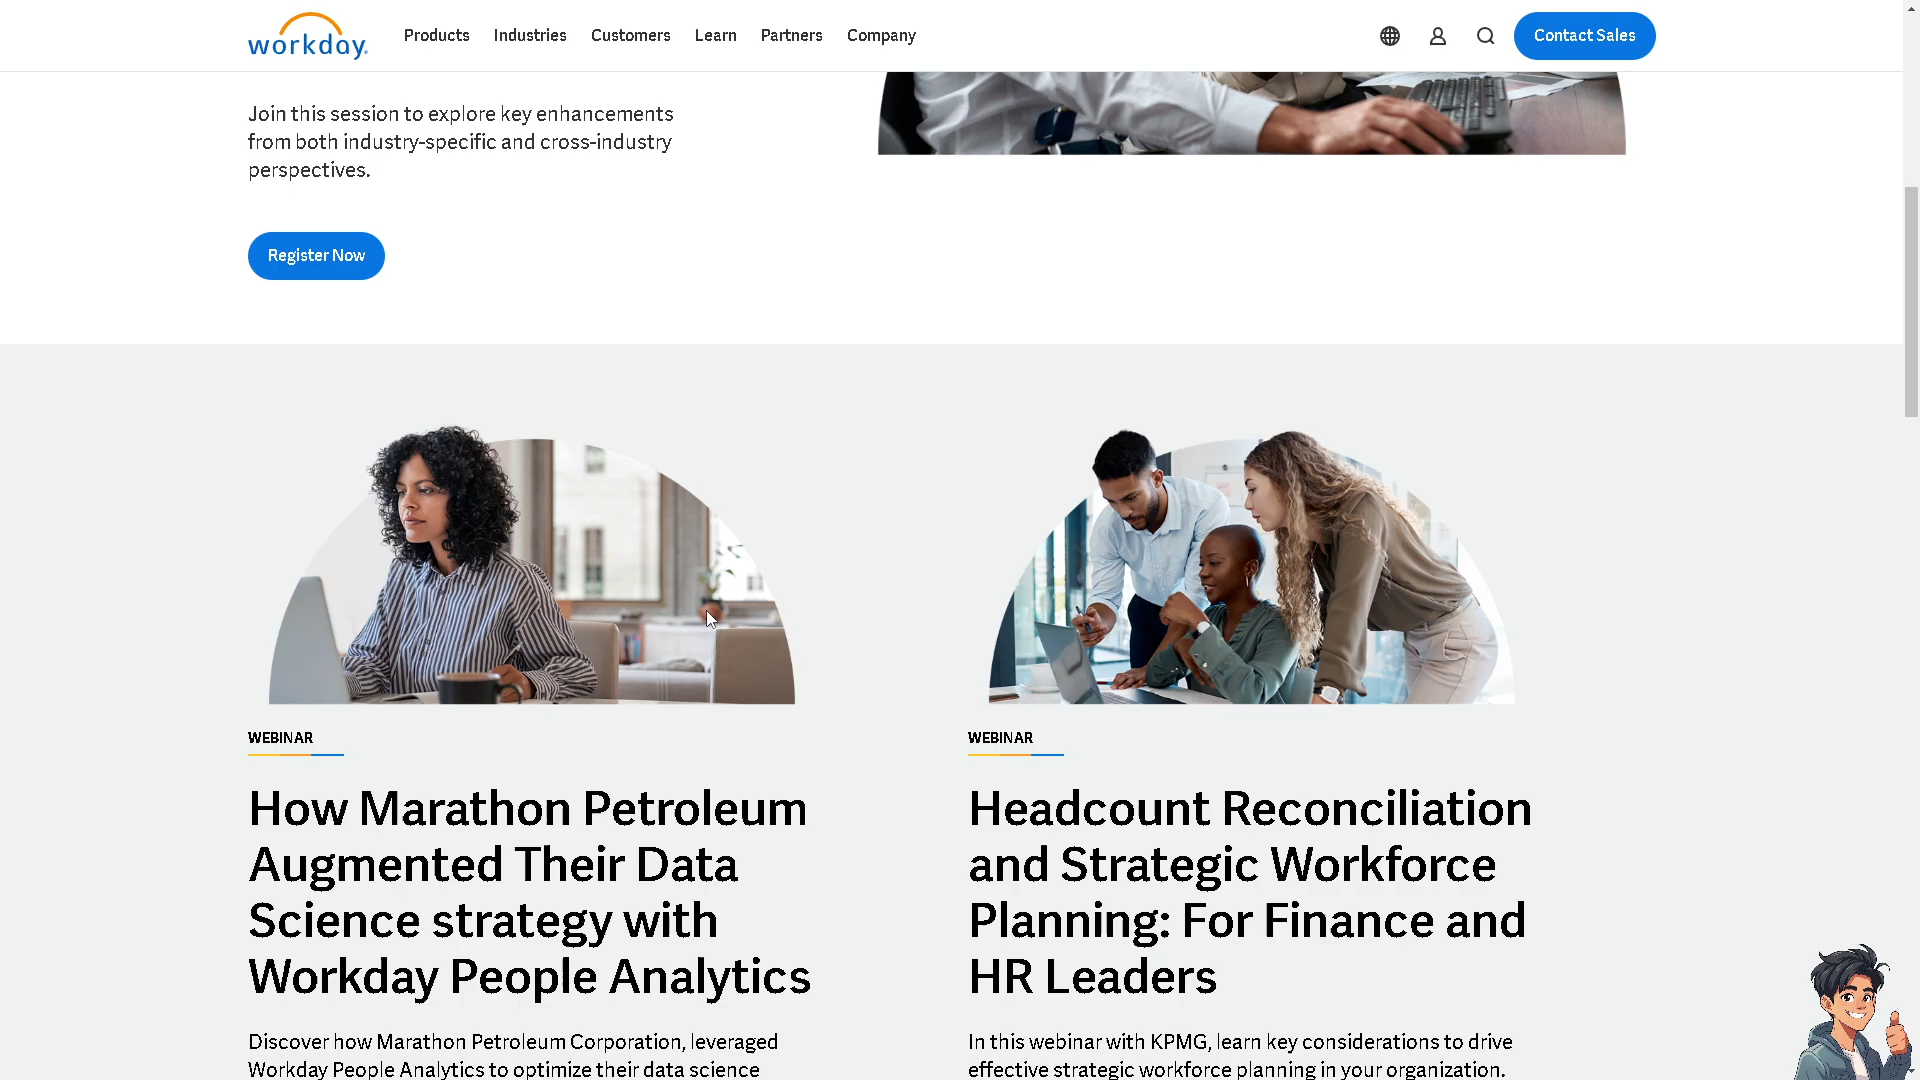 workday.
Products Industries Customers Learn Partners Company
Contact Sales
Join this session to explore key enhancements
from both industry-specific and cross-industry
perspectives.
Register Now
WEBINAR
How Marathon Petroleum
Augmented Their Data
Science strategy with
Workday People Analytics
Discover how Marathon Petroleum Corporation, leveraged
Workday People Analytics to optimize their data science
WEBINAR
Headcount Reconciliation
and Strategic Workforce
Planning: For Finance and
HR Leaders
In this webinar with KPMG, learn key considerations to drive
effective strategic workforce planning in your organization.